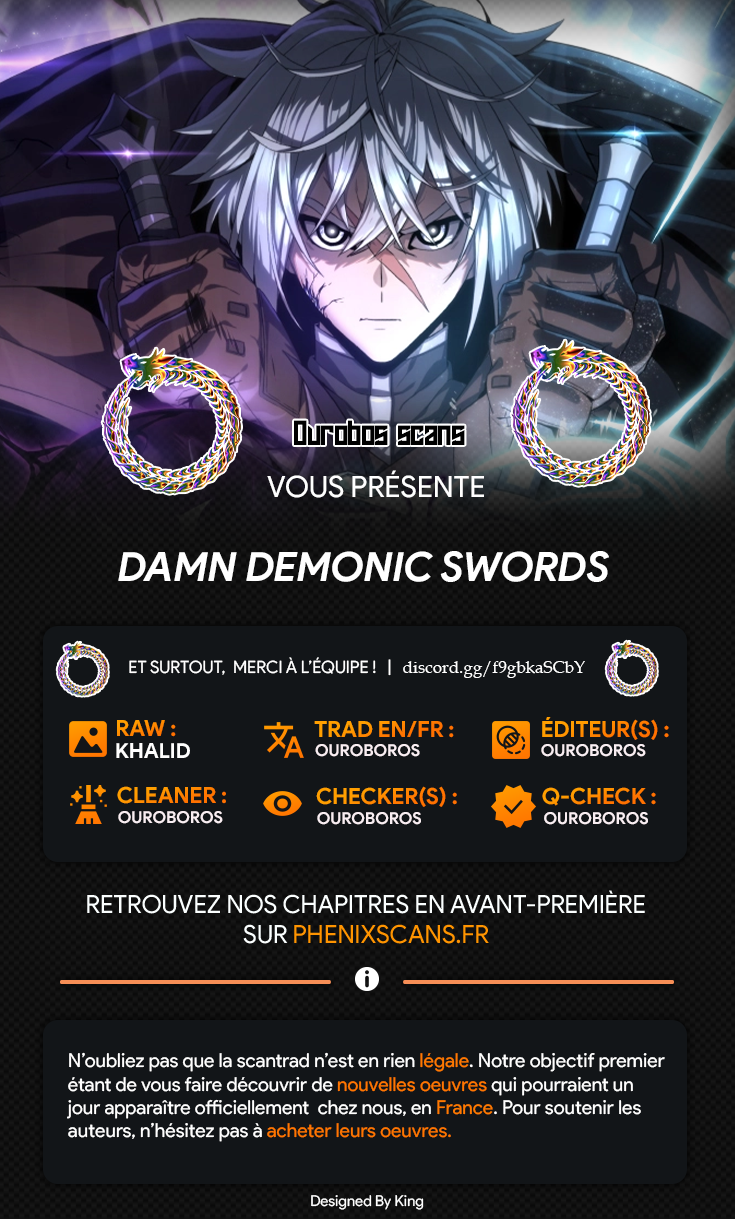 Ourobos scans
VOUS PRÉSENTE
DAMN DEMONIC SWORDS
ET SURTOUT, MERCI À L'ÉQUIPE ! | discord.gg/f9gbkaSCbY
RAW :
KHALID
TRAD EN/FR :
OUROBOROS
ÉDITEUR(S) :
OUROBOROS
CLEANER :
OUROBOROS
CHECKER(S) :
OUROBOROS
Q-CHECK :
OUROBOROS
RETROUVEZ NOS CHAPITRES EN AVANT-PREMIÈRE
SUR PHENIXSCANS.FR
N'oubliez pas que la scantrad n'est en rien légale. Notre objectif premier
étant de vous faire découvrir de nouvelles oeuvres qui pourraient un
jour apparaître officiellement chez nous, en France. Pour soutenir les
auteurs, n'hésitez pas à acheter leurs oeuvres.
Designed By King